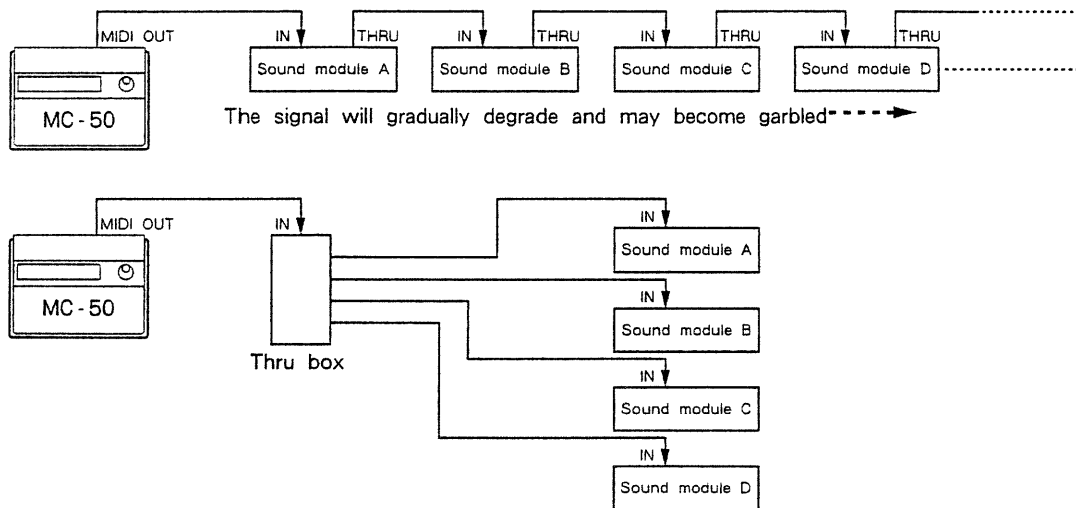 MIDI OUT
IN
THRU
IN
THRU
IN
THRU
IN
THRU
Sound module A
Sound module B
Sound module C
Sound module D
MC-50
The signal will gradually degrade and may become garbled
MIDI OUT
IN
MC-50
Thru box
IN
Sound module A
IN
Sound module B
IN
Sound module C
IN
Sound module D